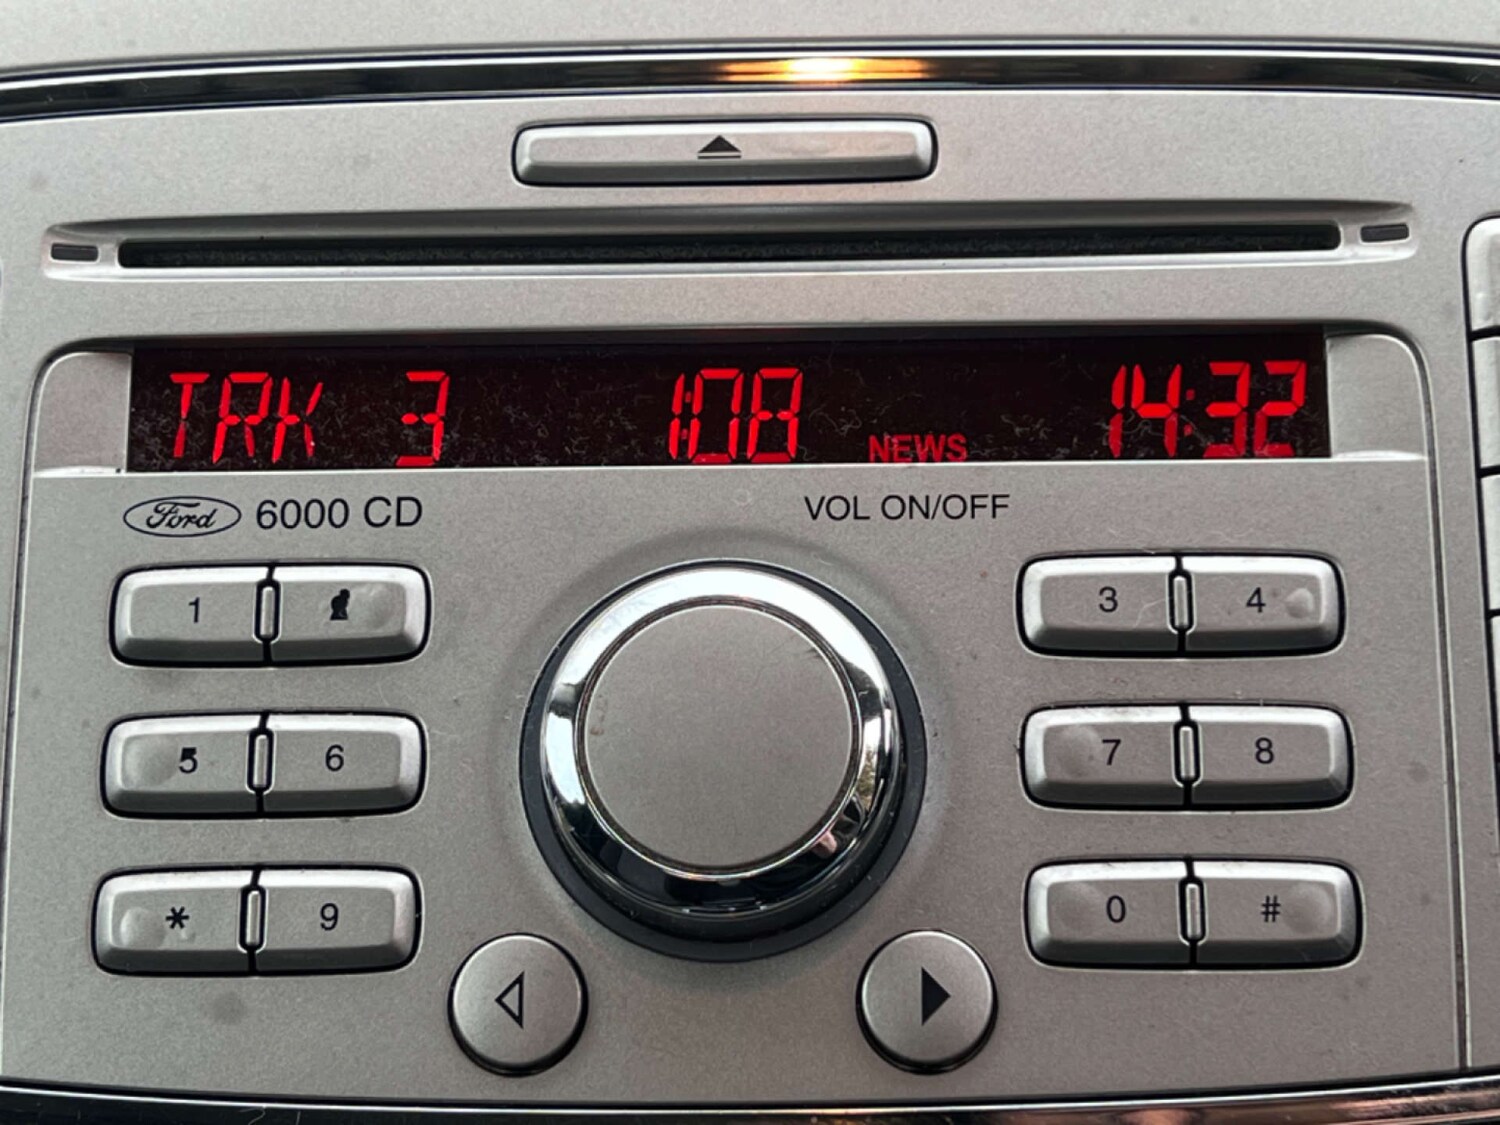 TRK 3 1:08 NEWS 14:32
Ford 6000 CD VOL ON/OFF
1 3 4
5 6 7 8
* 9 0 #